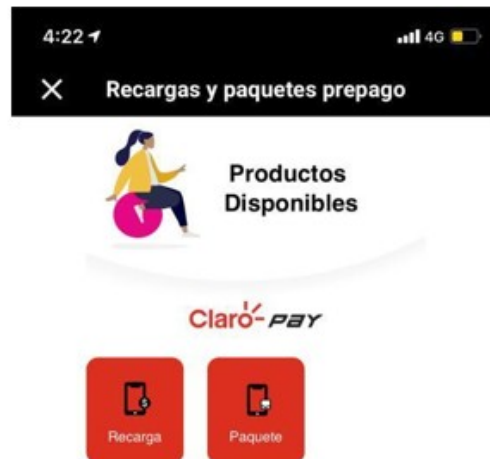 4:22
4G
Recargas y paquetes prepago
Productos
Disponibles
Claro-pay
Recarga
Paquete